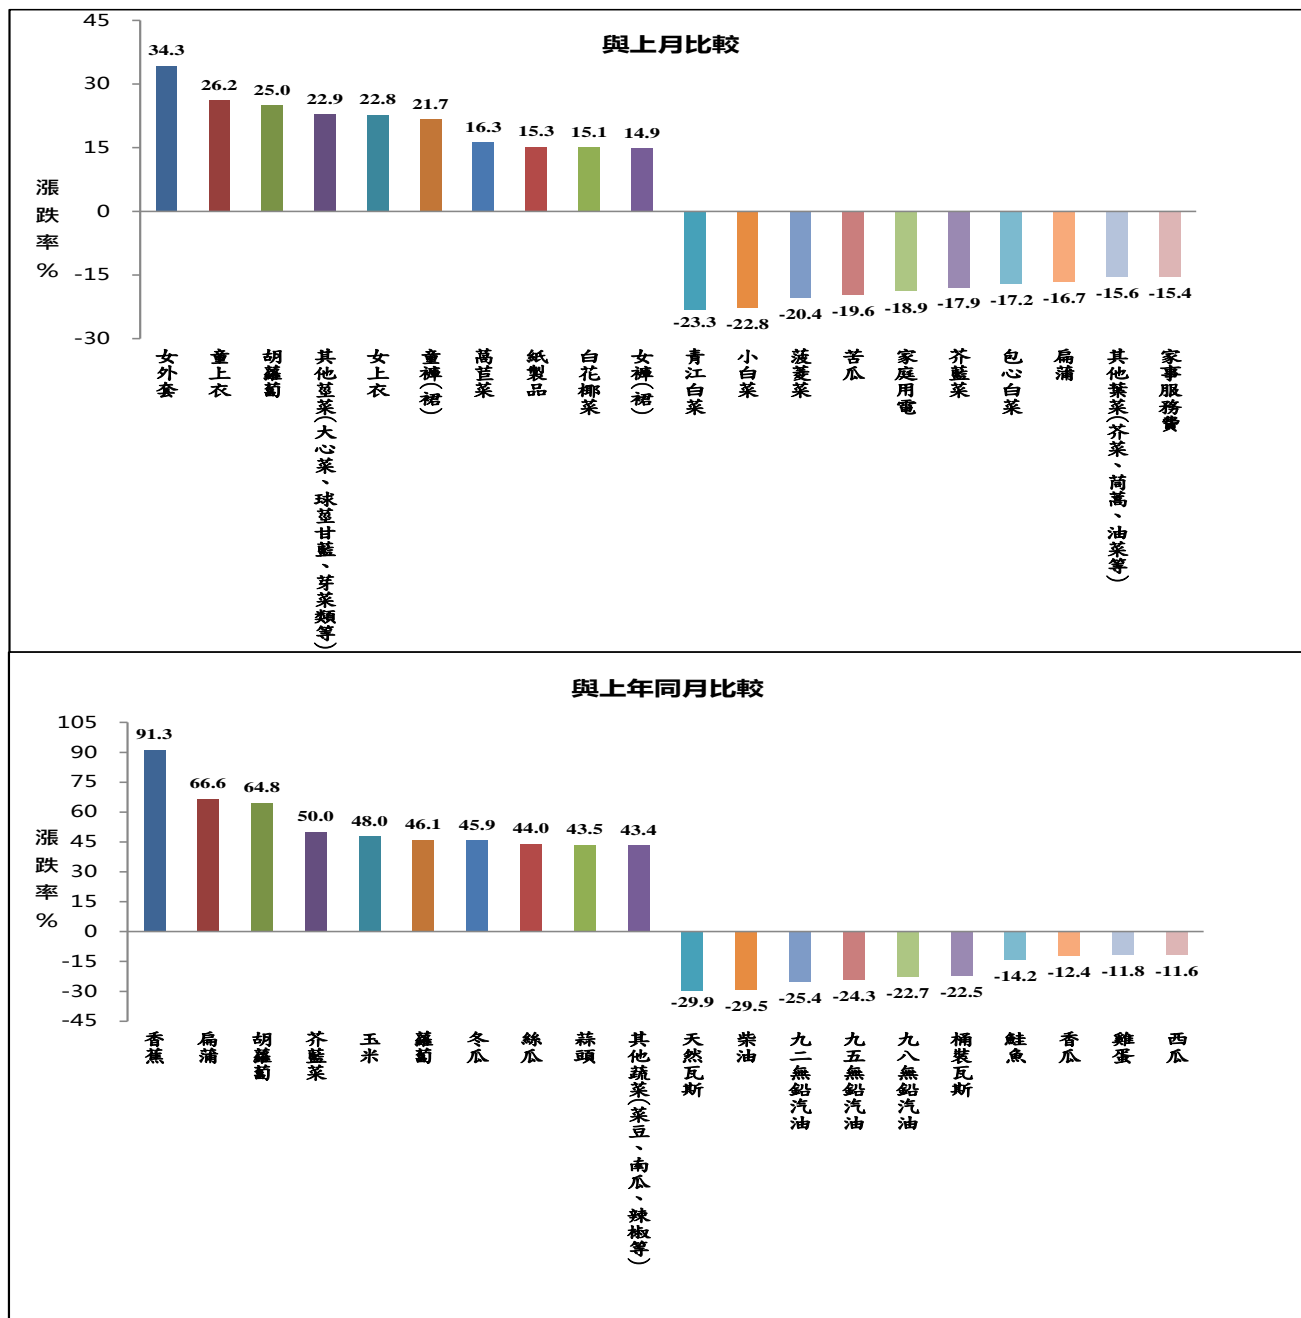 與上月比較
漲跌率%
45
30
15
0
-15
-30
34.3
26.2
25.0
22.9
22.8
21.7
16.3
15.3
15.1
14.9
-23.3
-22.8
-20.4
-19.6
-18.9
-17.9
-17.2
-16.7
-15.6
-15.4
女外套
童上衣
胡蘿蔔
其他莖菜(大心菜、球莖甘藍、芽菜類等)
女上衣
童褲(裙)
萵苣菜
紙製品
白花椰菜
女褲(裙)
青江白菜
小白菜
菠菱菜
苦瓜
家庭用電
芥藍菜
包心白菜
扁蒲
其他葉菜(芥菜、茼蒿、油菜等)
家事服務費
與上年同月比較
漲跌率%
105
90
75
60
45
30
15
0
-15
-30
-45
91.3
66.6
64.8
50.0
48.0
46.1
45.9
44.0
43.5
43.4
-29.9
-29.5
-25.4
-24.3
-22.7
-22.5
-14.2
-12.4
-11.8
-11.6
香蕉
扁蒲
胡蘿蔔
芥藍菜
玉米
蘿蔔
冬瓜
絲瓜
蒜頭
其他蔬菜(菜豆、南瓜、辣椒等)
天然瓦斯
柴油
九二無鉛汽油
九五無鉛汽油
九八無鉛汽油
桶裝瓦斯
鮭魚
香瓜
雞蛋
西瓜